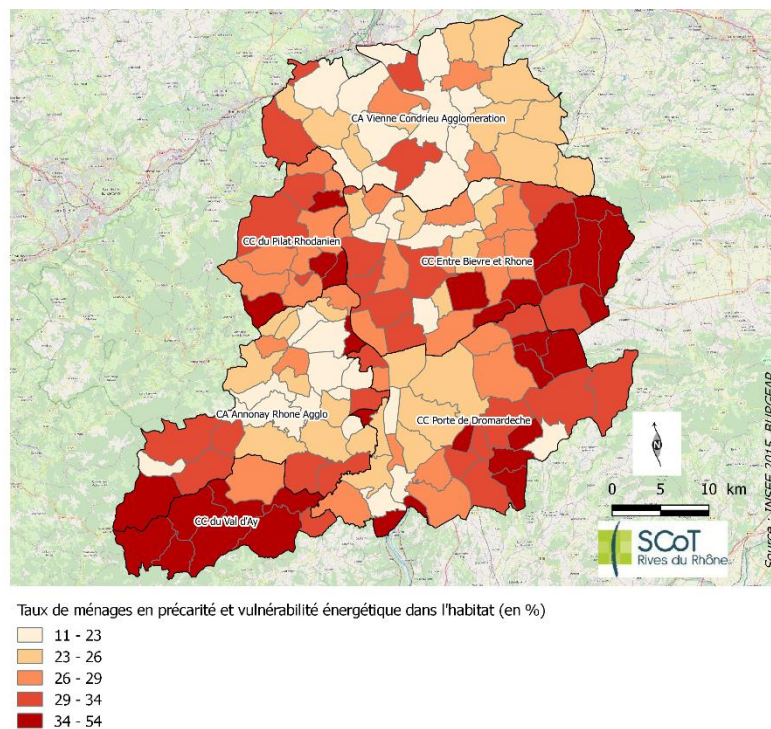 CA Vienne Condrieu Agglomeration
CC du Pilat Rhodanien
CC Entre Bievre et Rhone
CA Annonay Rhone Agglo
CC Porte de Dromardeche
CC du Val d'Ay
N
0 5 10 km
SCoT
Rives du Rhône
Source : INSEE 2015, BURGEAP
Taux de ménages en précarité et vulnérabilité énergétique dans l'habitat (en %)
11 - 23
23 - 26
26 - 29
29 - 34
34 - 54